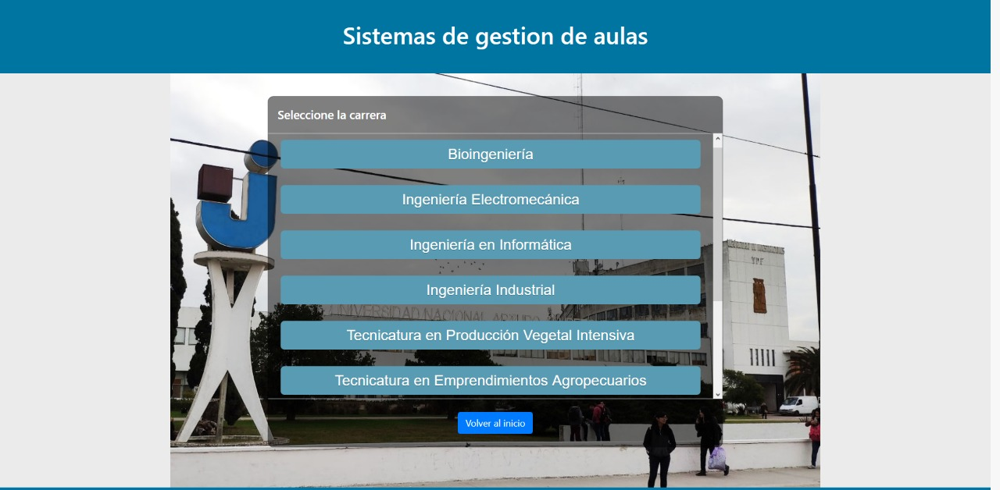 Sistemas de gestion de aulas
Seleccione la carrera
Bioingeniería
Ingeniería Electromecánica
Ingeniería en Informática
Ingeniería Industrial
UNIVERSIDAD NACIONAL ARTURO
YPF
Tecnicatura en Producción Vegetal Intensiva
Tecnicatura en Emprendimientos Agropecuarios
Volver al inicio